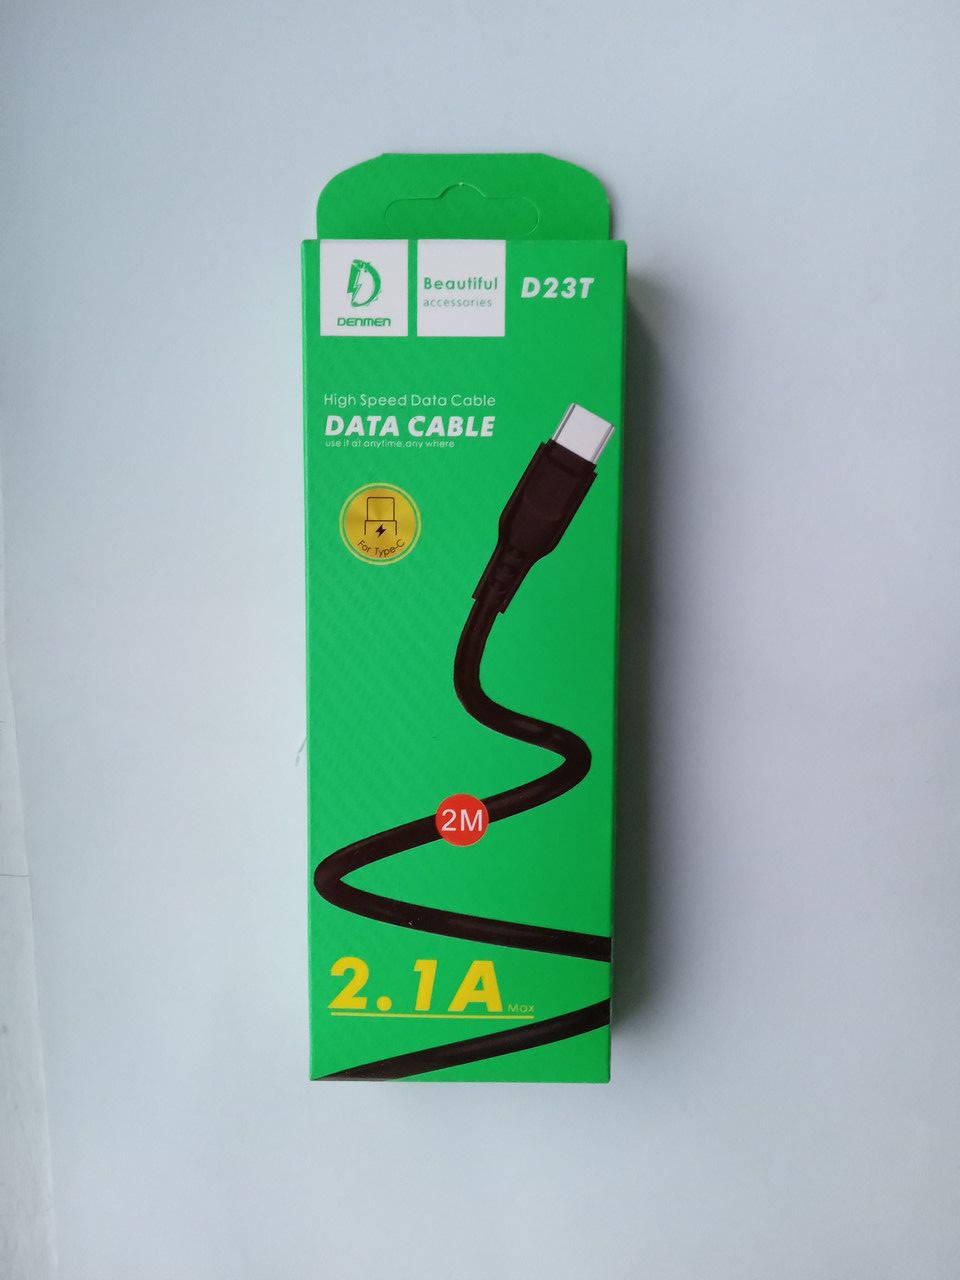 DENMEN
Beautiful
accessories
D23T
High Speed Data Cable
DATA CABLE
use it at anytime,any where
For Type-C
2M
2.1A Max